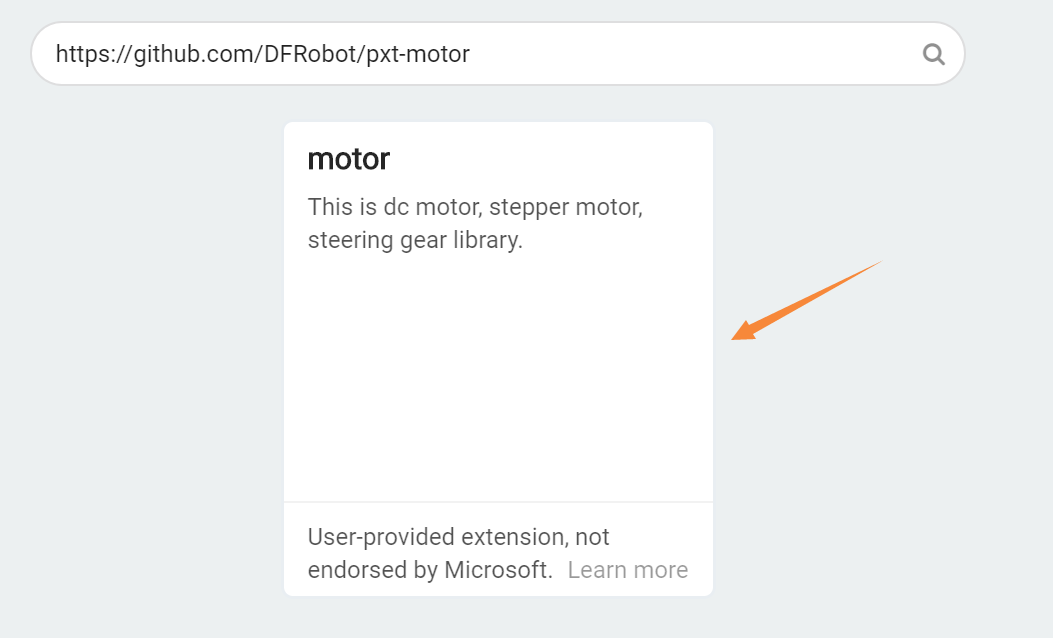 https://github.com/DFRobot/pxt-motor
motor
This is dc motor, stepper motor,
steering gear library.
User-provided extension, not
endorsed by Microsoft. Learn more